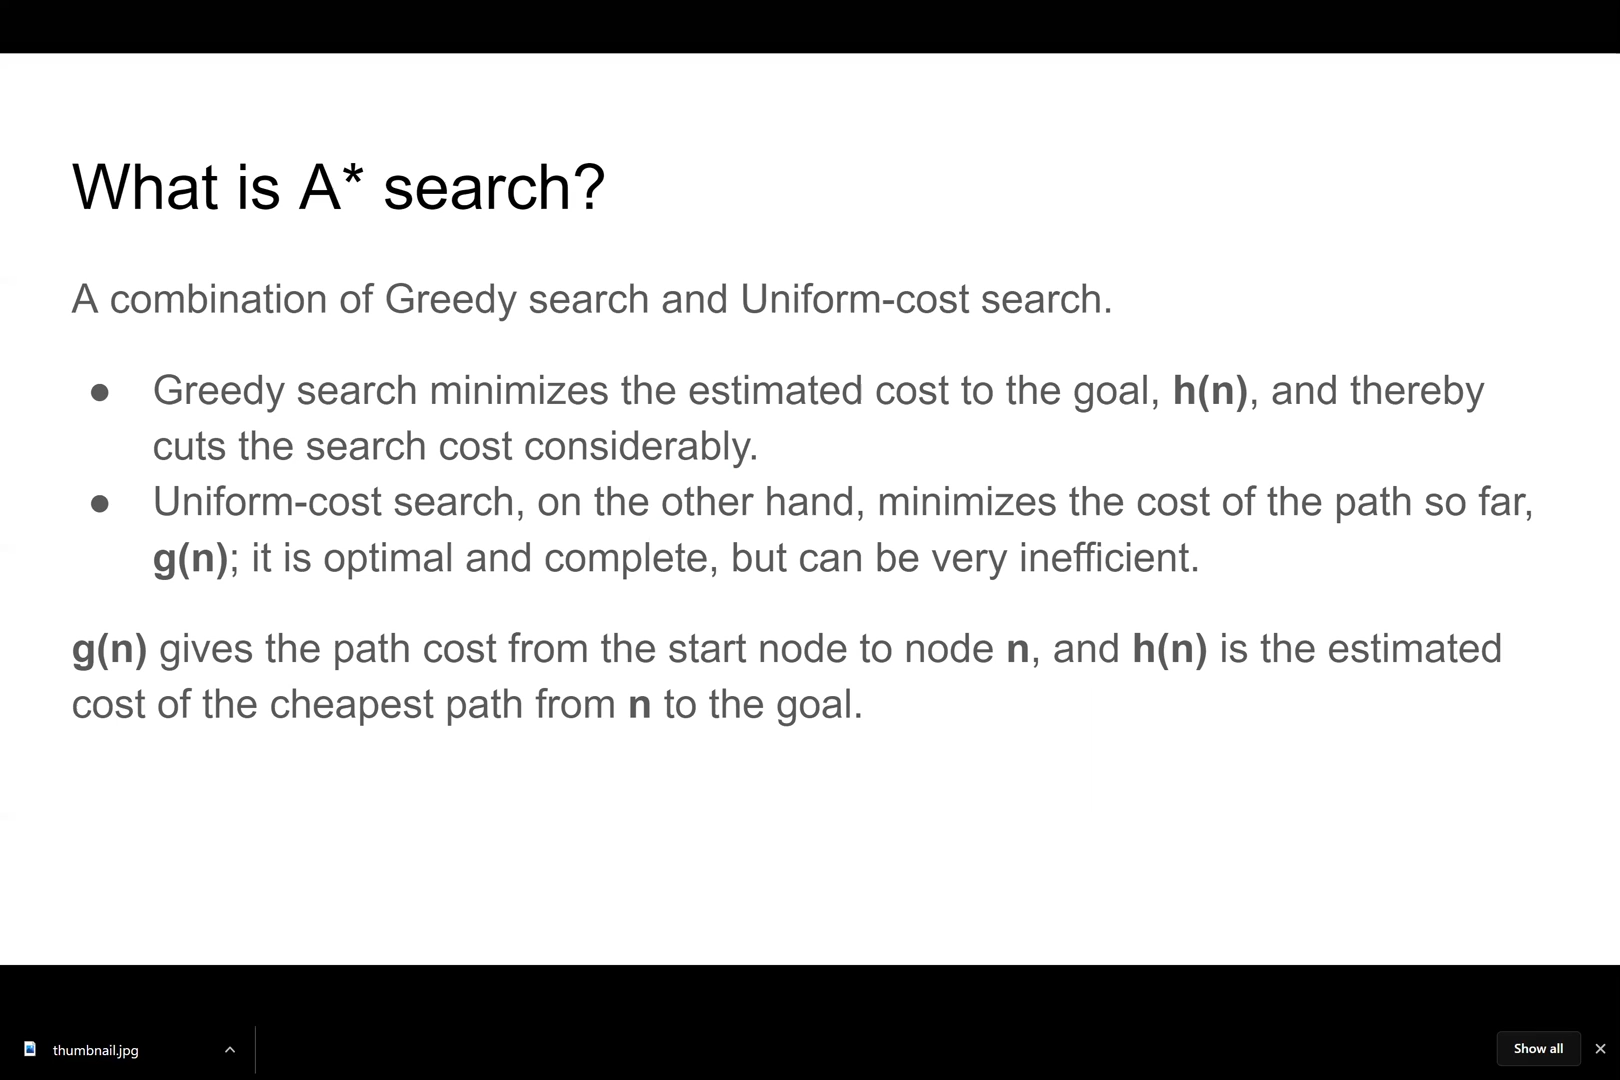 What is A* search?
A combination of Greedy search and Uniform-cost search.
● Greedy search minimizes the estimated cost to the goal, h(n), and thereby
cuts the search cost considerably.
● Uniform-cost search, on the other hand, minimizes the cost of the path so far,
g(n); it is optimal and complete, but can be very inefficient.
g(n) gives the path cost from the start node to node n, and h(n) is the estimated
cost of the cheapest path from n to the goal.
thumbnail.jpg
Show all